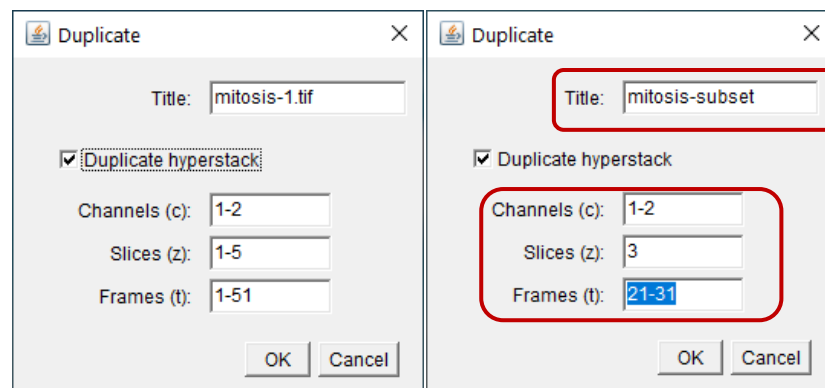 Duplicate
Title: mitosis-1.tif
Duplicate hyperstack
Channels (c): 1-2
Slices (z): 1-5
Frames (t): 1-51
OK Cancel
Duplicate
Title: mitosis-subset
Duplicate hyperstack
Channels (c): 1-2
Slices (z): 3
Frames (t): 21-31
OK Cancel